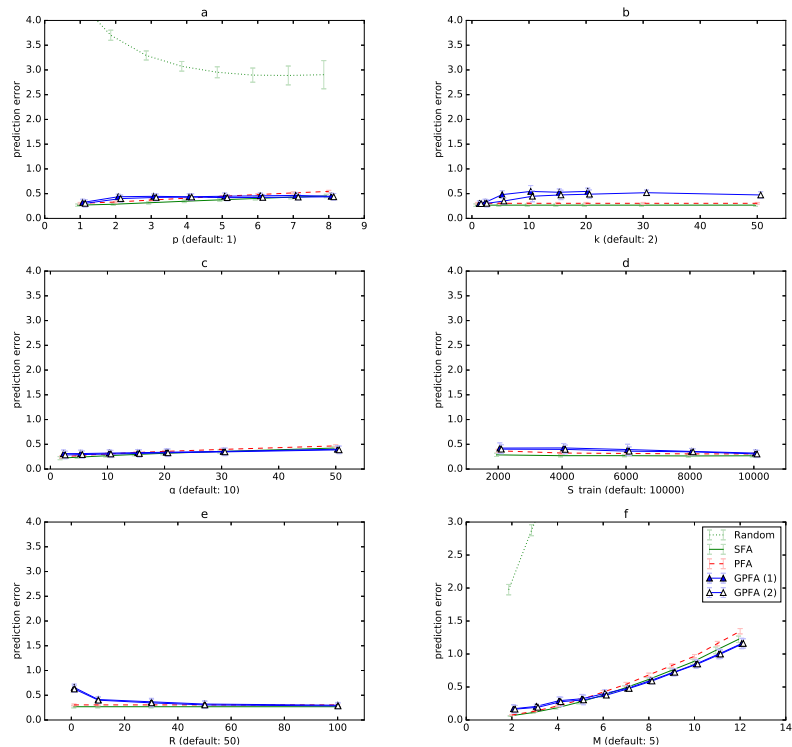 a
4.0
3.5
3.0
2.5
2.0
1.5
1.0
0.5
0.0
prediction error
0 1 2 3 4 5 6 7 8 9
p (default: 1)
b
4.0
3.5
3.0
2.5
2.0
1.5
1.0
0.5
0.0
prediction error
0 10 20 30 40 50
k (default: 2)
c
4.0
3.5
3.0
2.5
2.0
1.5
1.0
0.5
0.0
prediction error
0 10 20 30 40 50
q (default: 10)
d
4.0
3.5
3.0
2.5
2.0
1.5
1.0
0.5
0.0
prediction error
2000 4000 6000 8000 10000
S_train (default: 10000)
e
4.0
3.5
3.0
2.5
2.0
1.5
1.0
0.5
0.0
prediction error
0 20 40 60 80 100
R (default: 50)
f
3.0
2.5
2.0
1.5
1.0
0.5
0.0
prediction error
0 2 4 6 8 10 12 14
M (default: 5)
Random
SFA
PFA
GPFA (1)
GPFA (2)